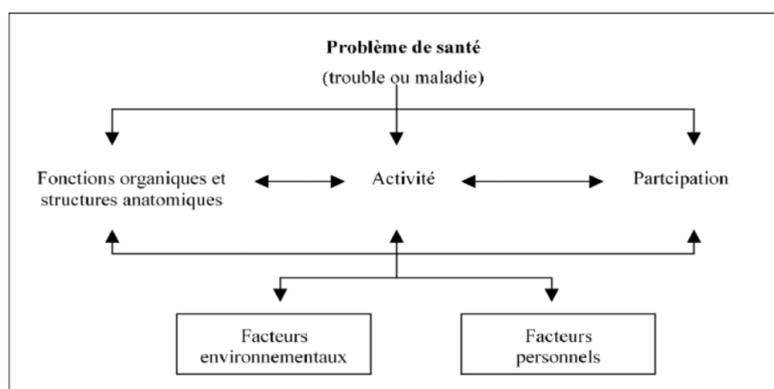 Problème de santé
(trouble ou maladie)
Fonctions organiques et
structures anatomiques
Activité
Partcipation
Facteurs
environnementaux
Facteurs
personnels